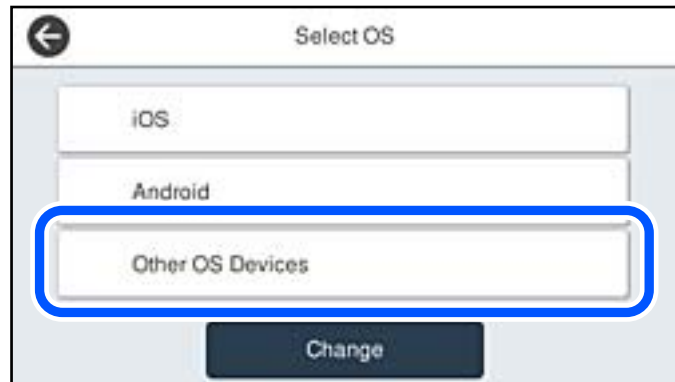 Select OS
iOS
Android
Other OS Devices
Change